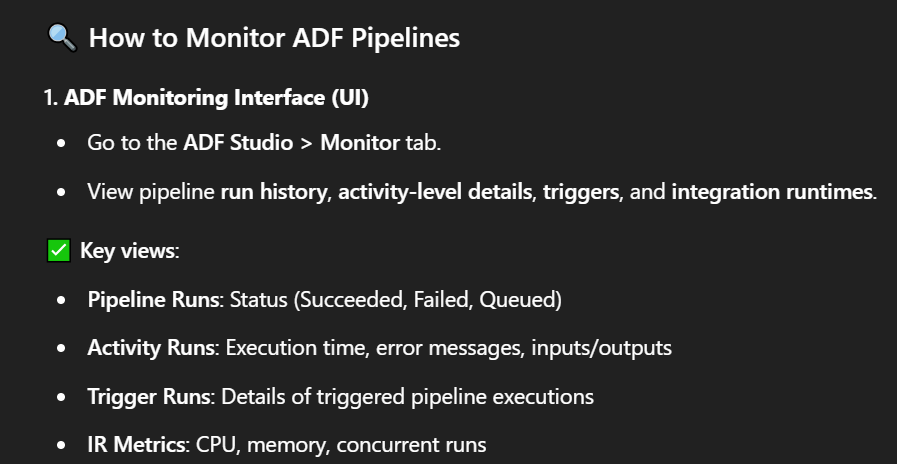 🔍 How to Monitor ADF Pipelines
1. ADF Monitoring Interface (UI)
• Go to the ADF Studio > Monitor tab.
• View pipeline run history, activity-level details, triggers, and integration runtimes.
✅ Key views:
• Pipeline Runs: Status (Succeeded, Failed, Queued)
• Activity Runs: Execution time, error messages, inputs/outputs
• Trigger Runs: Details of triggered pipeline executions
• IR Metrics: CPU, memory, concurrent runs